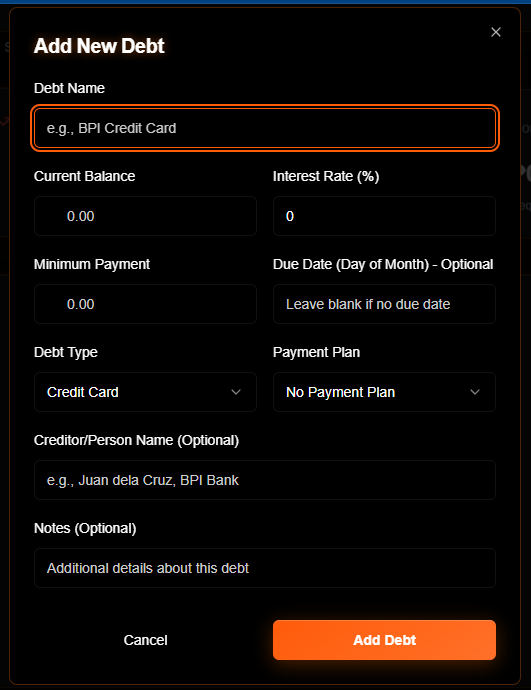 Add New Debt
Debt Name
e.g., BPI Credit Card
Current Balance
Interest Rate (%)
0.00
0
Minimum Payment
Due Date (Day of Month) - Optional
0.00
Leave blank if no due date
Debt Type
Payment Plan
Credit Card
No Payment Plan
Creditor/Person Name (Optional)
e.g., Juan dela Cruz, BPI Bank
Notes (Optional)
Additional details about this debt
Cancel
Add Debt